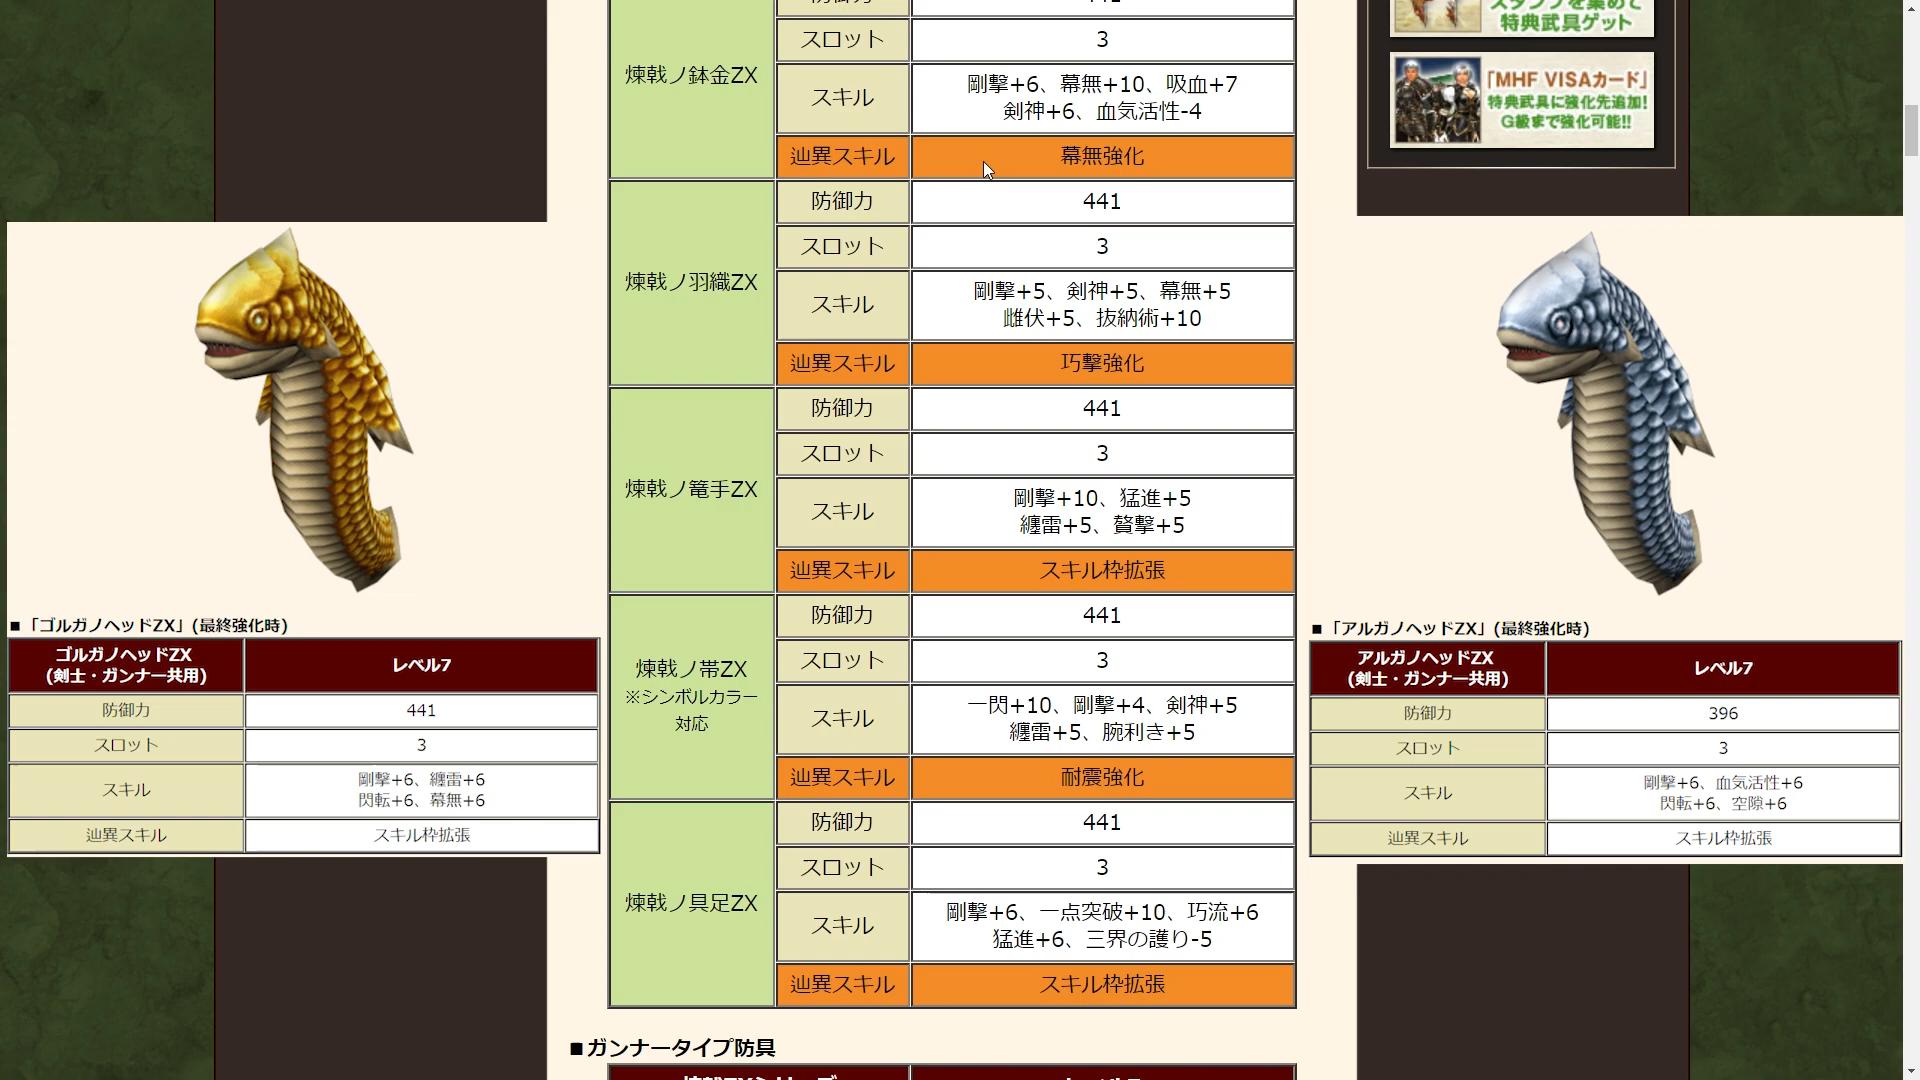 スタンプを集めて
特典武具ゲット
「MHF VISAカード」
特典武具に強化先追加!
G級まで強化可能!!
煉戟ノ鉢金ZX
スロット
3
スキル
剛撃+6、幕無+10、吸血+7
剣神+6、血気活性-4
辿異スキル
幕無強化
煉戟ノ羽織ZX
防御力
441
スロット
3
スキル
剛撃+5、剣神+5、幕無+5
雌伏+5、抜納術+10
辿異スキル
巧撃強化
煉戟ノ篭手ZX
防御力
441
スロット
3
スキル
剛撃+10、猛進+5
纏雷+5、贅撃+5
辿異スキル
スキル枠拡張
煉戟ノ帯ZX
※シンボルカラー
対応
防御力
441
スロット
3
スキル
一閃+10、剛撃+4、剣神+5
纏雷+5、腕利き+5
辿異スキル
耐震強化
煉戟ノ具足ZX
防御力
441
スロット
3
スキル
剛撃+6、一点突破+10、巧流+6
猛進+6、三界の護り-5
辿異スキル
スキル枠拡張
■ガンナータイプ防具
■「ゴルガノヘッドZX」(最終強化時)
ゴルガノヘッドZX
(剣士・ガンナー共用)
レベル7
防御力
441
スロット
3
スキル
剛撃+6、纏雷+6
閃転+6、幕無+6
辿異スキル
スキル枠拡張
■「アルガノヘッドZX」(最終強化時)
アルガノヘッドZX
(剣士・ガンナー共用)
レベル7
防御力
396
スロット
3
スキル
剛撃+6、血気活性+6
閃転+6、空隙+6
辿異スキル
スキル枠拡張